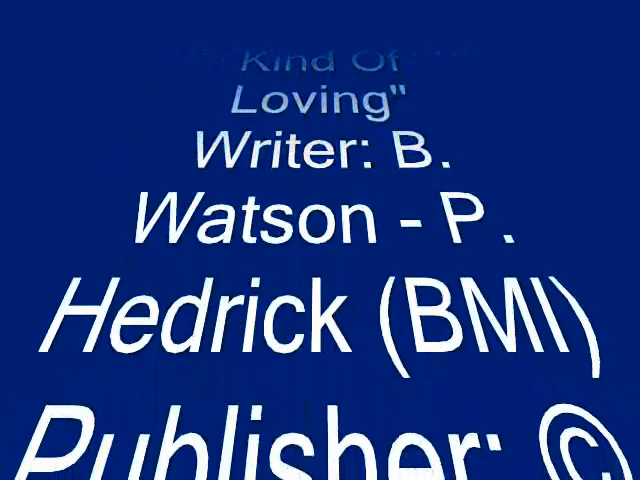 Kind Of
Loving"
Writer: B.
Watson - P.
Hedrick (BMI)
Publisher: ©